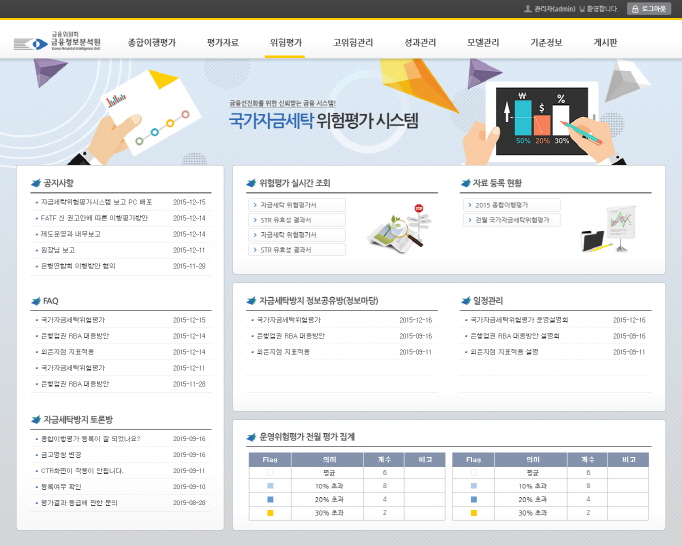 관리자(admin) 님 환영합니다. 로그아웃
금융위원회
금융정보분석원
Korea Financial Intelligence Unit
종합이행평가 평가자료 위험평가 고위험관리 성과관리 모델관리 기준정보 게시판
금융선진화를 위한 신뢰받는 금융 시스템!
국가자금세탁 위험평가 시스템
₩ $ %
50% 20% 30%
공지사항
자금세탁위험평가시스템 보고 PC 배포 2015-12-15
FATF 신 권고안에 따른 이행평가방안 2015-12-14
제도운영과 내부보고 2015-12-14
원장님 보고 2015-12-11
은행연합회 이행방안 협의 2015-11-29
위험평가 실시간 조회
자금세탁 위험평가서
STR 유효성 결과서
자금세탁 위험평가서
STR 유효성 결과서
자료 등록 현황
2015 종합이행평가
전월 국가자금세탁위험평가
FAQ
국가자금세탁위험평가 2015-12-15
은행업권 RBA 대응방안 2015-12-14
외은지점 지표적용 2015-12-14
국가자금세탁위험평가 2015-12-11
은행업권 RBA 대응방안 2015-11-28
자금세탁방지 정보공유방(정보마당)
국가자금세탁위험평가 2015-12-16
은행업권 RBA 대응방안 2015-09-16
외은지점 지표적용 2015-09-11
일정관리
국가자금세탁위험평가 운영설명회 2015-12-16
은행업권 RBA 대응방안 설명회 2015-09-16
외은지점 지표적용 설명 2015-09-11
자금세탁방지 토론방
종합이행평가 등록이 잘 되었나요? 2015-09-16
금고명칭 변경 2015-09-16
CTR화면이 작동이 안됩니다. 2015-09-11
등록여부 확인 2015-09-10
평가결과 등급에 관한 문의 2015-08-28
운영위험평가 전월 평가 집계
Flag 의미 계수 비고 Flag 의미 계수 비고
평균 6 평균 6
10% 초과 8 10% 초과 8
20% 초과 4 20% 초과 4
30% 초과 2 30% 초과 2